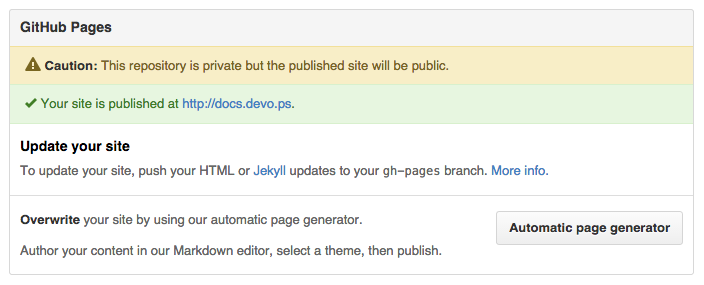 GitHub Pages
Caution: This repository is private but the published site will be public.
Your site is published at http://docs.devo.ps.
Update your site
To update your site, push your HTML or Jekyll updates to your gh-pages branch. More info.
Overwrite your site by using our automatic page generator.
Automatic page generator
Author your content in our Markdown editor, select a theme, then publish.